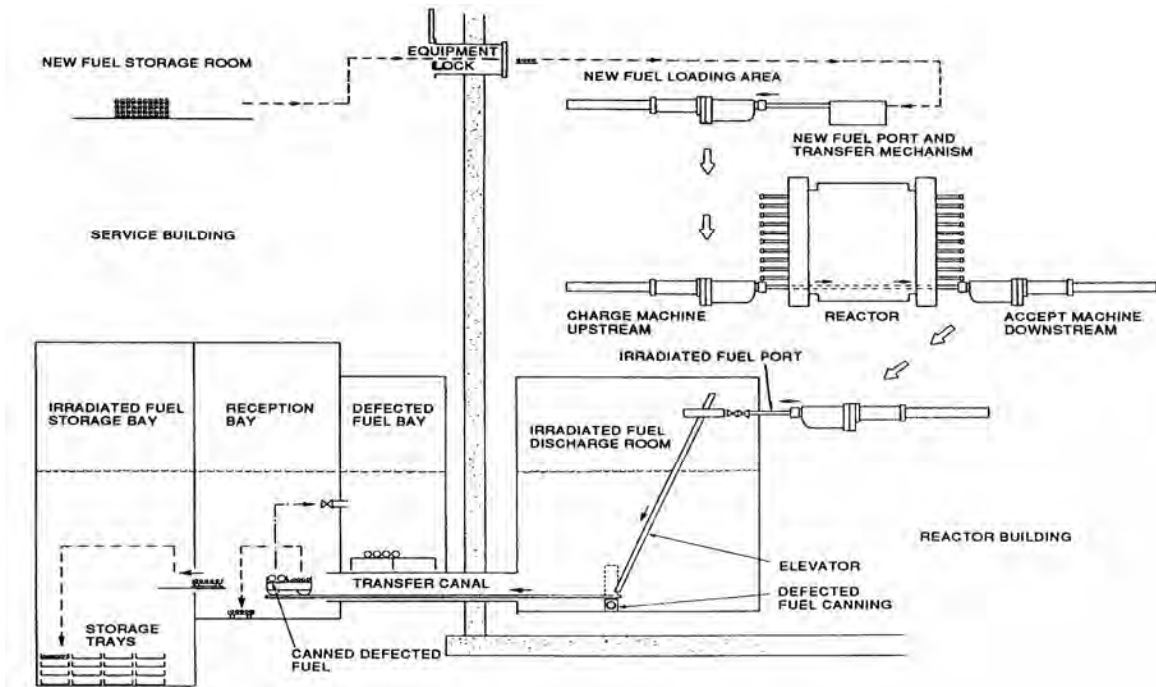 NEW FUEL STORAGE ROOM
EQUIPMENT
LOCK
NEW FUEL LOADING AREA
NEW FUEL PORT AND
TRANSFER MECHANISM
SERVICE BUILDING
CHARGE MACHINE
UPSTREAM
REACTOR
ACCEPT MACHINE
DOWNSTREAM
IRRADIATED FUEL PORT
IRRADIATED FUEL
STORAGE BAY
RECEPTION
BAY
DEFECTED
FUEL BAY
IRRADIATED FUEL
DISCHARGE ROOM
REACTOR BUILDING
ELEVATOR
TRANSFER CANAL
DEFECTED
FUEL CANNING
STORAGE
TRAYS
CANNED DEFECTED
FUEL